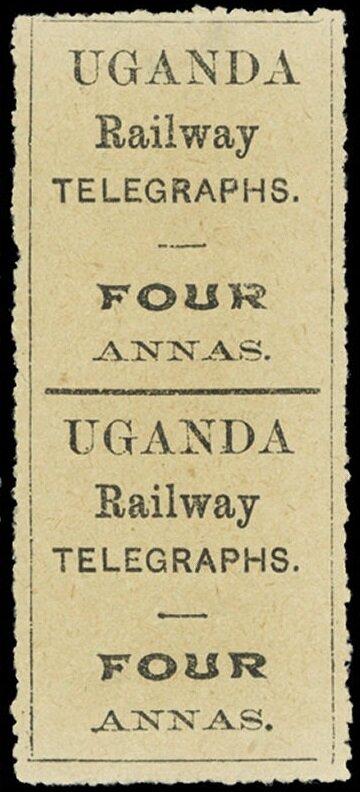 UGANDA
Railway
TELEGRAPHS.
FOUR
ANNAS.
UGANDA
Railway
TELEGRAPHS.
FOUR
ANNAS.